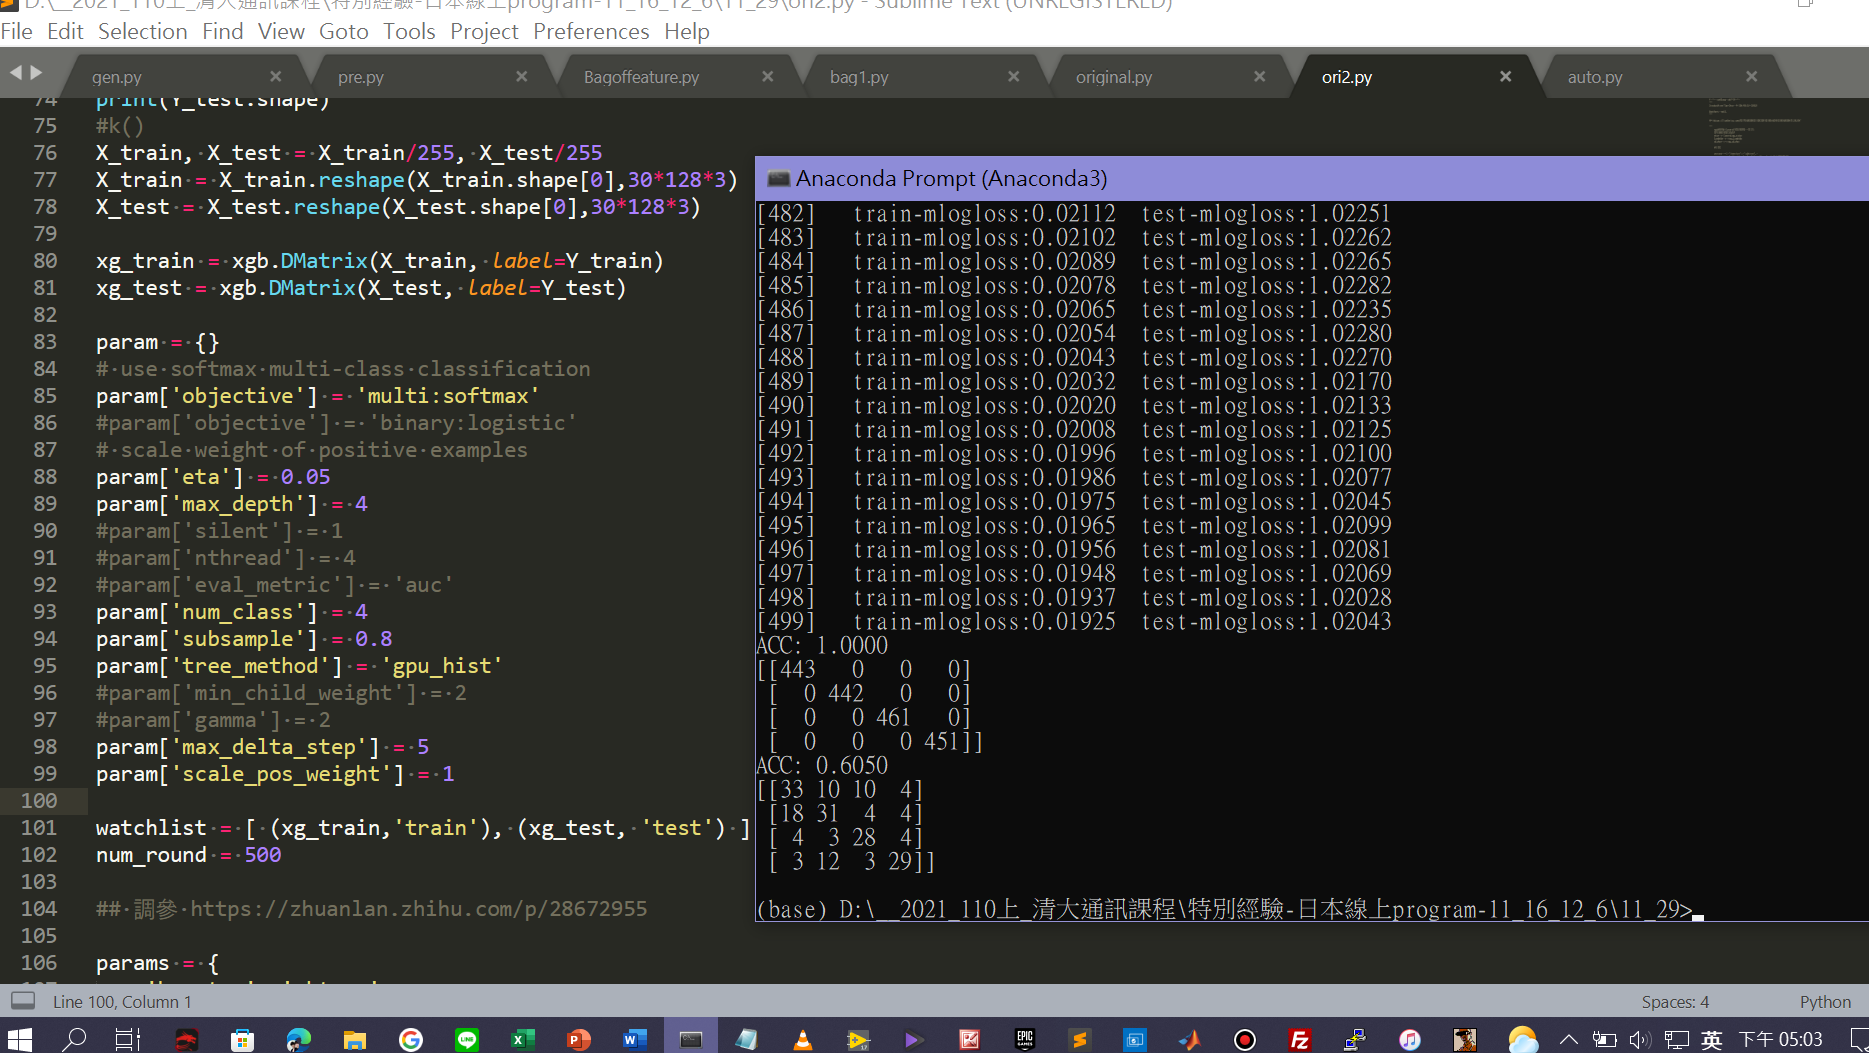 D:\__2021_110上_清大通訊課程\特別經驗-日本線上program-11_16_12_6\11_29\ori2.py - Sublime Text (UNREGISTERED)
File Edit Selection Find View Goto Tools Project Preferences Help
gen.py × pre.py × Bagoffeature.py × bag1.py × original.py × ori2.py × auto.py ×
74 print(Y_test.shape)
75 #k()
76 X_train, X_test = X_train/255, X_test/255
77 X_train = X_train.reshape(X_train.shape[0],30*128*3)
78 X_test = X_test.reshape(X_test.shape[0],30*128*3)
79
80 xg_train = xgb.DMatrix(X_train, label=Y_train)
81 xg_test = xgb.DMatrix(X_test, label=Y_test)
82
83 param = {}
84 # use softmax multi-class classification
85 param['objective'] = 'multi:softmax'
86 #param['objective'] = 'binary:logistic'
87 # scale weight of positive examples
88 param['eta'] = 0.05
89 param['max_depth'] = 4
90 #param['silent'] = 1
91 #param['nthread'] = 4
92 #param['eval_metric'] = 'auc'
93 param['num_class'] = 4
94 param['subsample'] = 0.8
95 param['tree_method'] = 'gpu_hist'
96 #param['min_child_weight'] = 2
97 #param['gamma'] = 2
98 param['max_delta_step'] = 5
99 param['scale_pos_weight'] = 1
100
101 watchlist = [ (xg_train,'train'), (xg_test, 'test') ]
102 num_round = 500
103
104 ## 調參 https://zhuanlan.zhihu.com/p/28672955
105
106 params = {
Anaconda Prompt (Anaconda3)
[482] train-mlogloss:0.02112 test-mlogloss:1.02251
[483] train-mlogloss:0.02102 test-mlogloss:1.02262
[484] train-mlogloss:0.02089 test-mlogloss:1.02265
[485] train-mlogloss:0.02078 test-mlogloss:1.02282
[486] train-mlogloss:0.02065 test-mlogloss:1.02235
[487] train-mlogloss:0.02054 test-mlogloss:1.02280
[488] train-mlogloss:0.02043 test-mlogloss:1.02270
[489] train-mlogloss:0.02032 test-mlogloss:1.02170
[490] train-mlogloss:0.02020 test-mlogloss:1.02133
[491] train-mlogloss:0.02008 test-mlogloss:1.02125
[492] train-mlogloss:0.01996 test-mlogloss:1.02100
[493] train-mlogloss:0.01986 test-mlogloss:1.02077
[494] train-mlogloss:0.01975 test-mlogloss:1.02045
[495] train-mlogloss:0.01965 test-mlogloss:1.02099
[496] train-mlogloss:0.01956 test-mlogloss:1.02081
[497] train-mlogloss:0.01948 test-mlogloss:1.02069
[498] train-mlogloss:0.01937 test-mlogloss:1.02028
[499] train-mlogloss:0.01925 test-mlogloss:1.02043
ACC: 1.0000
[[443 0 0 0]
[ 0 442 0 0]
[ 0 0 461 0]
[ 0 0 0 451]]
ACC: 0.6050
[[33 10 10 4]
[18 31 4 4]
[ 4 3 28 4]
[ 3 12 3 29]]
(base) D:\__2021_110上_清大通訊課程\特別經驗-日本線上program-11_16_12_6\11_29>
Line 100, Column 1 Spaces: 4 Python
英 下午 05:03